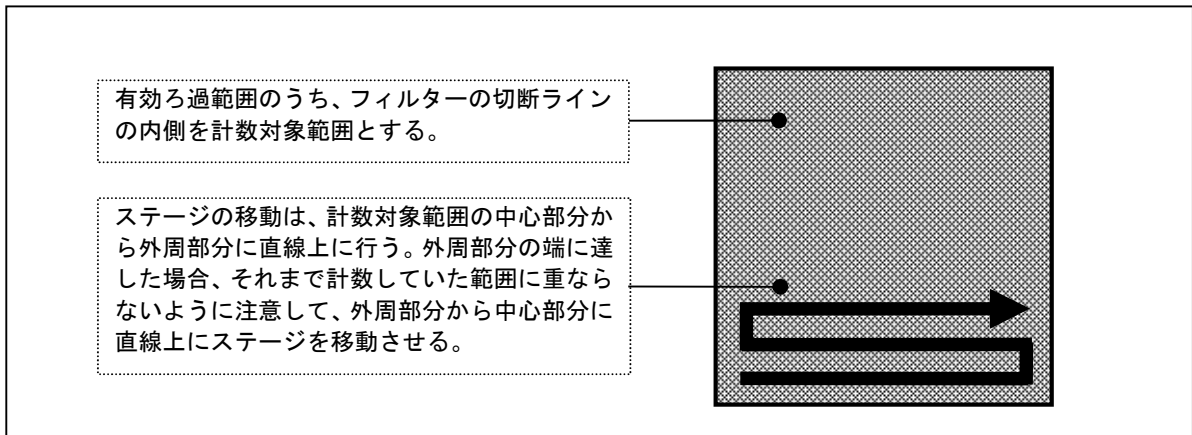 有効ろ過範囲のうち、フィルターの切断ライン
の内側を計数対象範囲とする。
ステージの移動は、計数対象範囲の中心部分か
ら外周部分に直線上に行う。外周部分の端に達
した場合、それまで計数していた範囲に重なら
ないように注意して、外周部分から中心部分に
直線上にステージを移動させる。